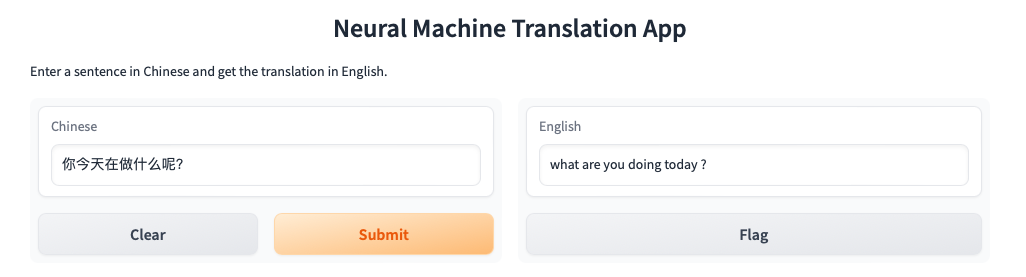 Neural Machine Translation App
Enter a sentence in Chinese and get the translation in English.
Chinese
你今天在做什么呢?
English
what are you doing today ?
Clear
Submit
Flag